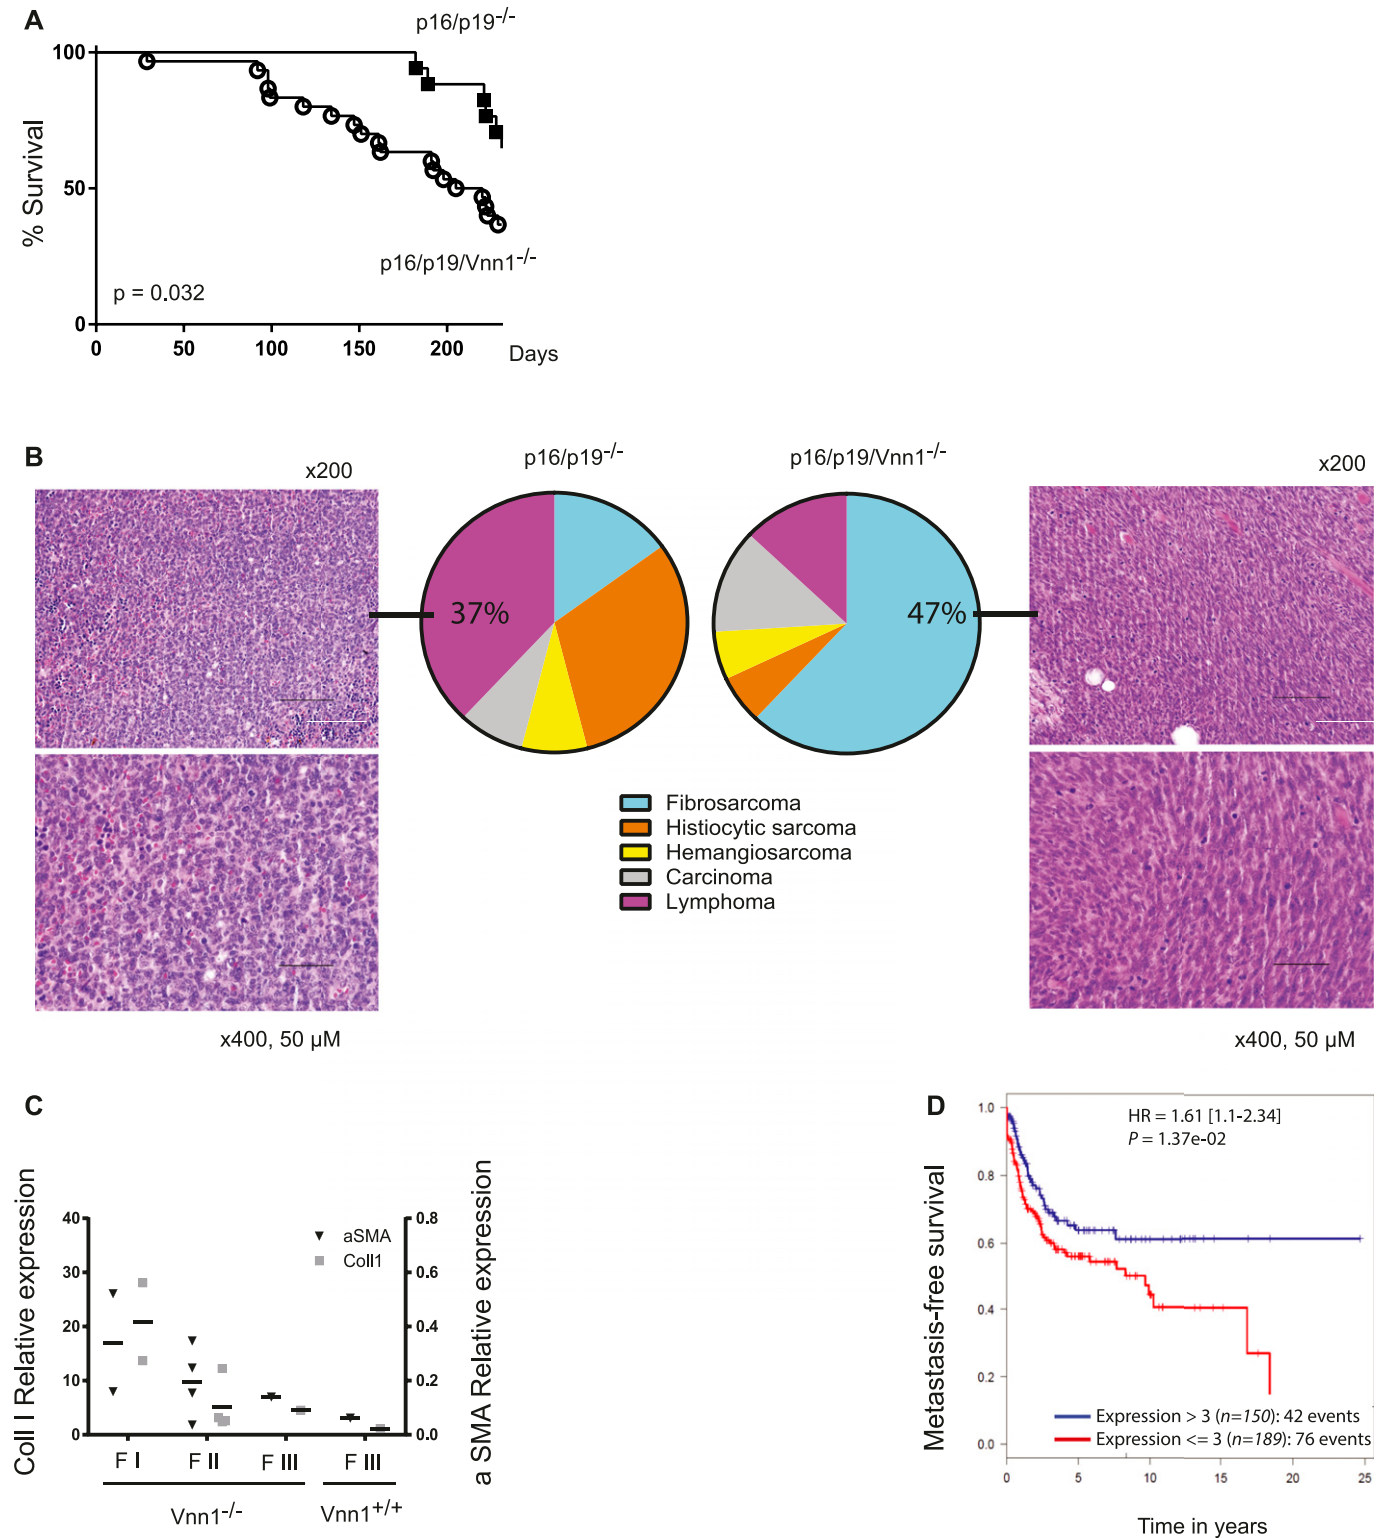 A
p16/p19-/-
100
50
0
% Survival
p16/p19/Vnn1-/-
p = 0.032
0 50 100 150 200 Days
B
x200
p16/p19-/-
p16/p19/Vnn1-/-
x200
37%
47%
Fibrosarcoma
Histiocytic sarcoma
Hemangiosarcoma
Carcinoma
Lymphoma
x400, 50 µM
x400, 50 µM
C
Coll I Relative expression
40
30
20
10
0
aSMA
Coll1
0.8
0.6
0.4
0.2
0.0
a SMA Relative expression
F I F II F III F III
Vnn1-/- Vnn1+/+
D
Metastasis-free survival
1.0
0.8
0.6
0.4
0.2
0.0
HR = 1.61 [1.1-2.34]
P = 1.37e-02
Expression > 3 (n=150): 42 events
Expression <= 3 (n=189): 76 events
0 5 10 15 20 25
Time in years